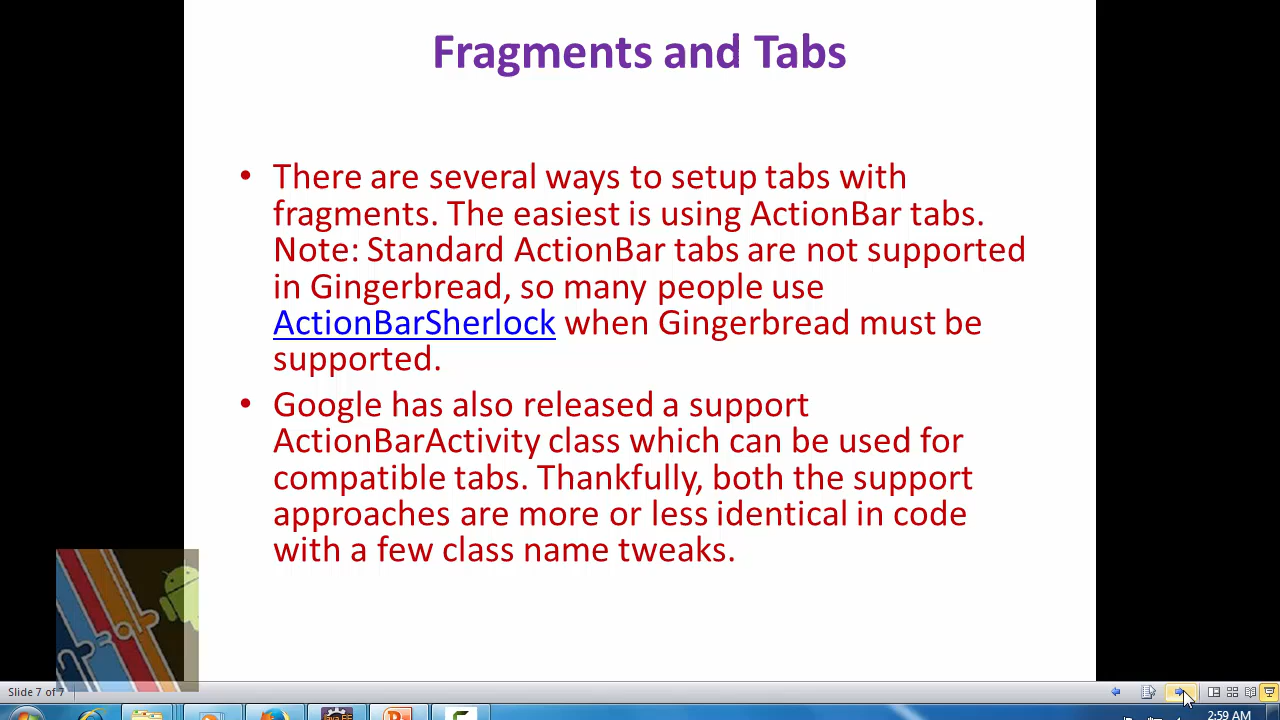 Fragments and Tabs
• There are several ways to setup tabs with
fragments. The easiest is using ActionBar tabs.
Note: Standard ActionBar tabs are not supported
in Gingerbread, so many people use
ActionBarSherlock when Gingerbread must be
supported.
• Google has also released a support
ActionBarActivity class which can be used for
compatible tabs. Thankfully, both the support
approaches are more or less identical in code
with a few class name tweaks.
Slide 7 of 7
Java EE
2:59 AM